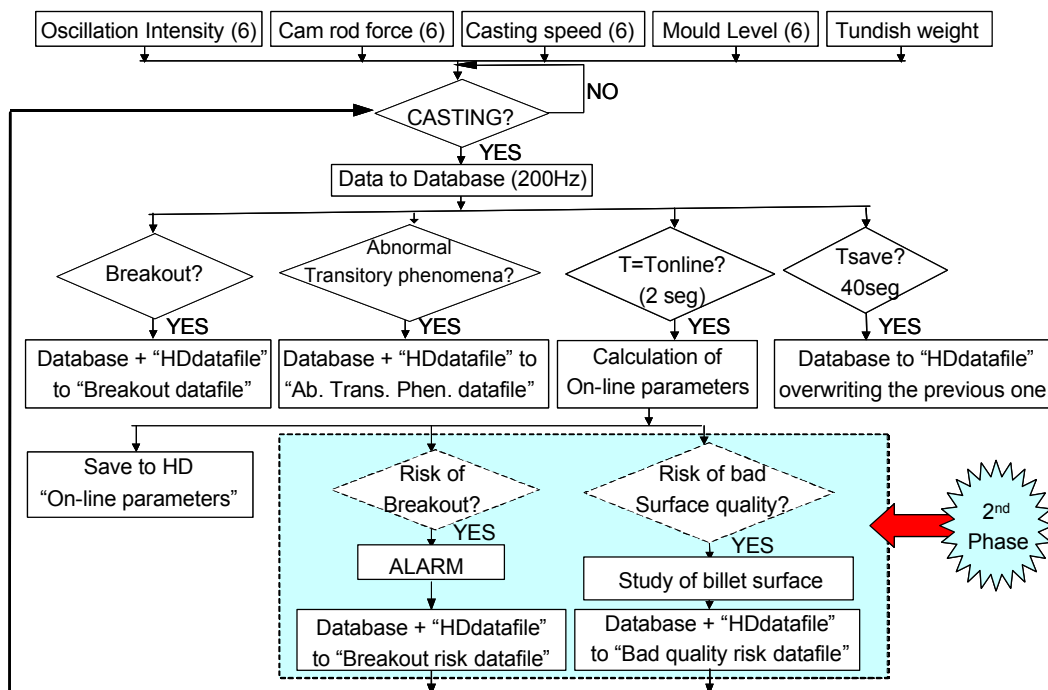 Oscillation Intensity (6)
Cam rod force (6)
Casting speed (6)
Mould Level (6)
Tundish weight
NO
CASTING?
YES
Data to Database (200Hz)
Breakout?
YES
Abnormal
Transitory phenomena?
YES
T=Tonline?
(2 seg)
YES
Tsave?
40seg
YES
Database + “HDdatafile”
to “Breakout datafile”
Database + “HDdatafile” to
“Ab. Trans. Phen. datafile”
Calculation of
On-line parameters
Database to “HDdatafile”
overwriting the previous one
Save to HD
“On-line parameters”
Risk of
Breakout?
YES
ALARM
Database + “HDdatafile”
to “Breakout risk datafile”
Risk of bad
Surface quality?
YES
Study of billet surface
Database + “HDdatafile”
to “Bad quality risk datafile”
2nd
Phase